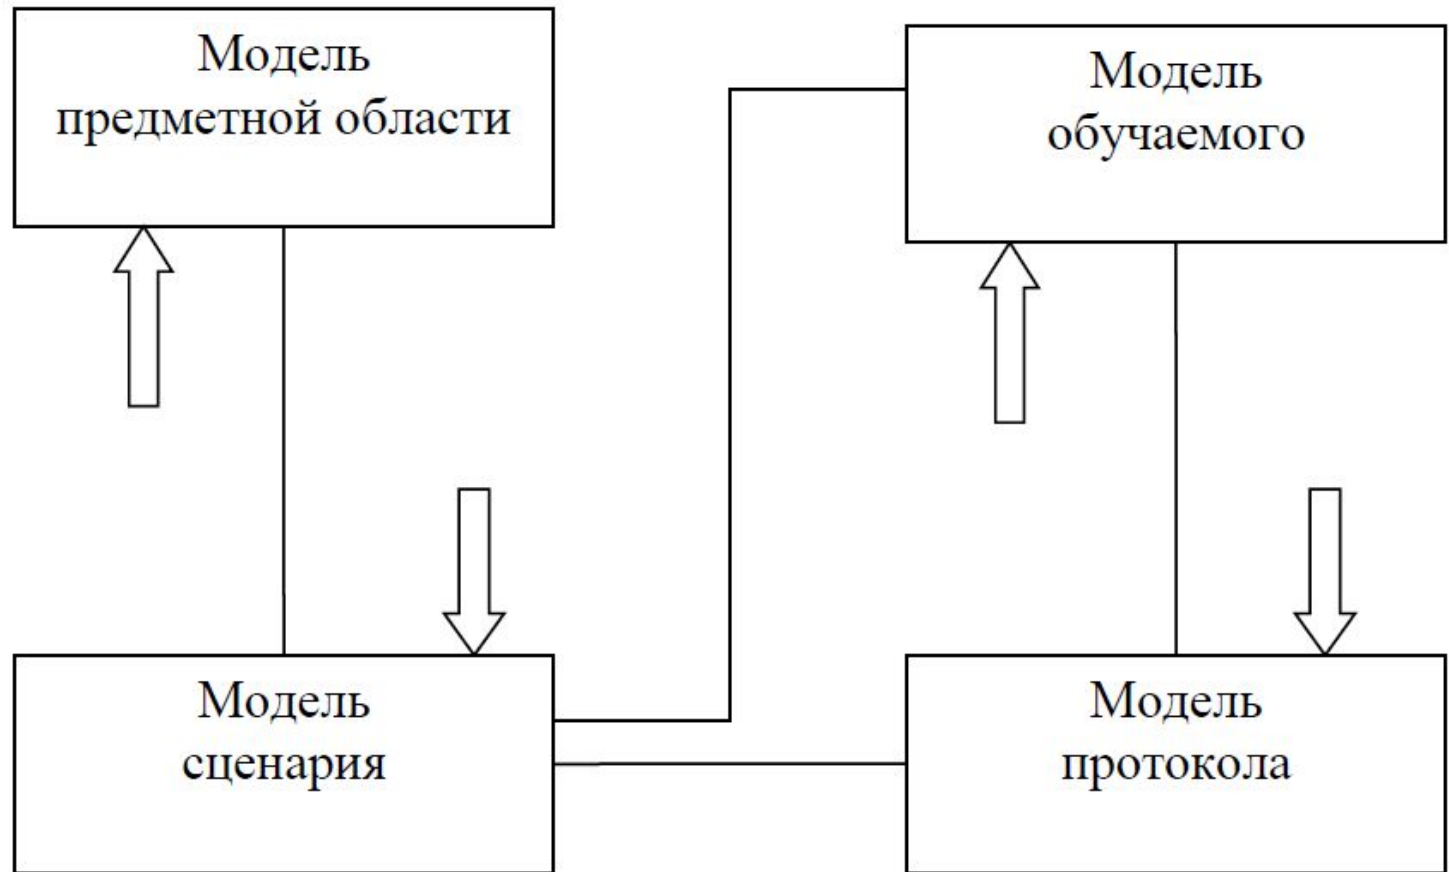 Модель
предметной области
Модель
обучаемого
Модель
сценария
Модель
протокола